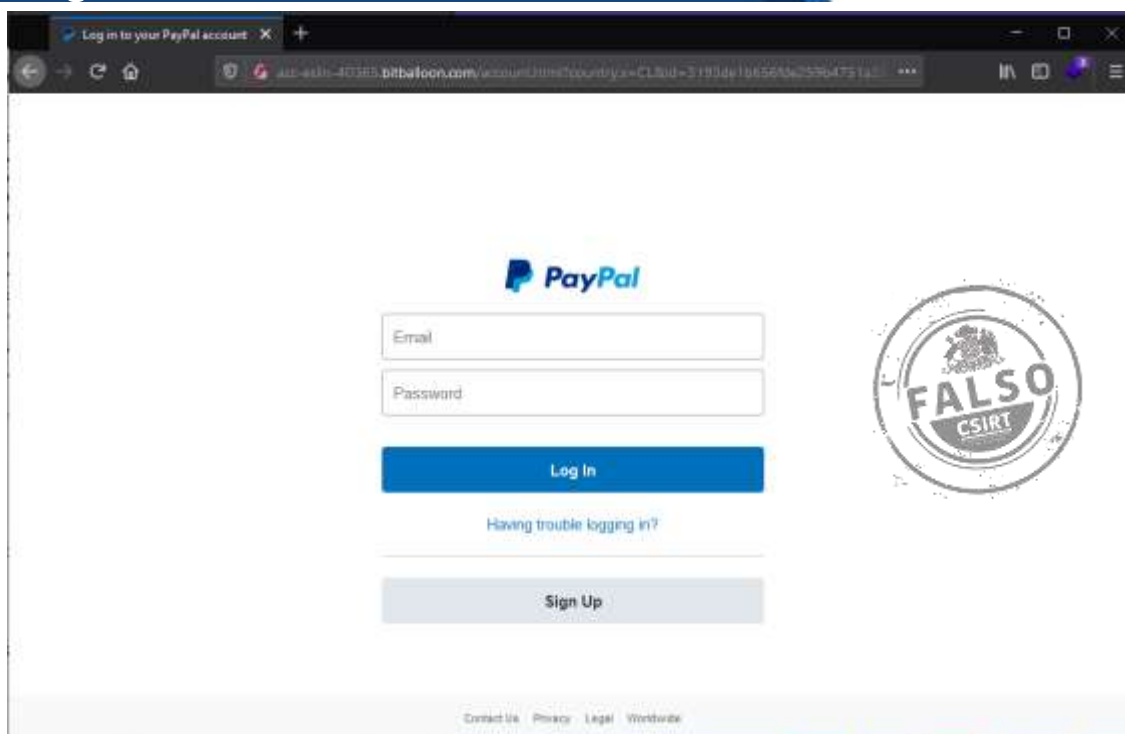 Log in to your PayPal account
bitballoon.com
PayPal
Email
Password
FALSO
CSIRT
Log In
Having trouble logging in?
Sign Up
Contact Us Privacy Legal Worldwide